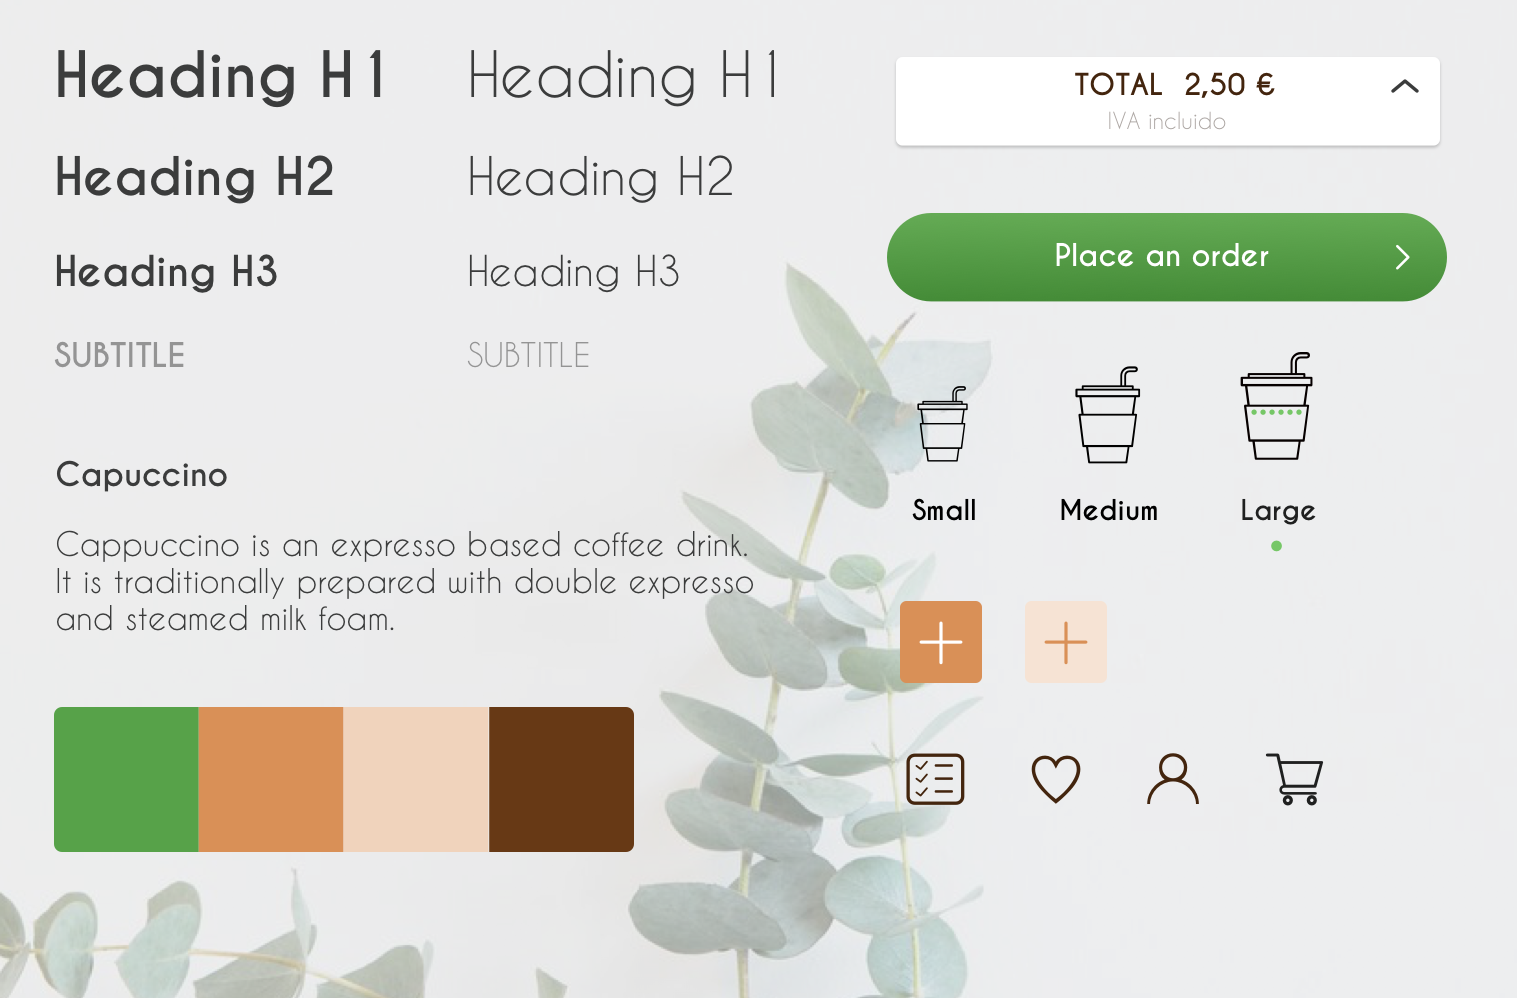 Heading H1
Heading H1
Heading H2
Heading H2
Heading H3
Heading H3
SUBTITLE
SUBTITLE
Capuccino
Cappuccino is an expresso based coffee drink.
It is traditionally prepared with double expresso
and steamed milk foam.
TOTAL 2,50 €
IVA incluido
Place an order
Small
Medium
Large